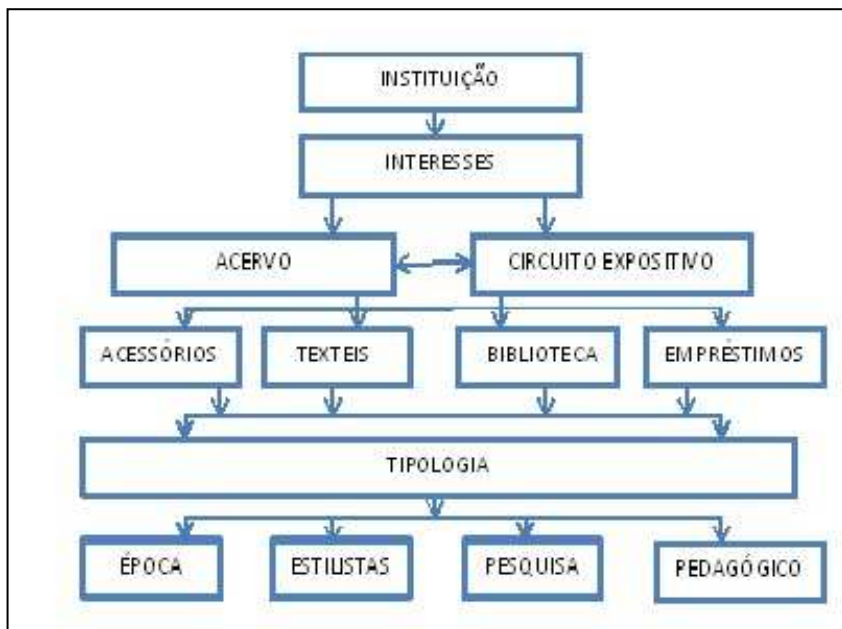 INSTITUIÇÃO
INTERESSES
ACERVO
CIRCUITO EXPOSITIVO
ACESSÓRIOS
TEXTEIS
BIBLIOTECA
EMPRÉSTIMOS
TIPOLOGIA
ÉPOCA
ESTILISTAS
PESQUISA
PEDAGÓGICO